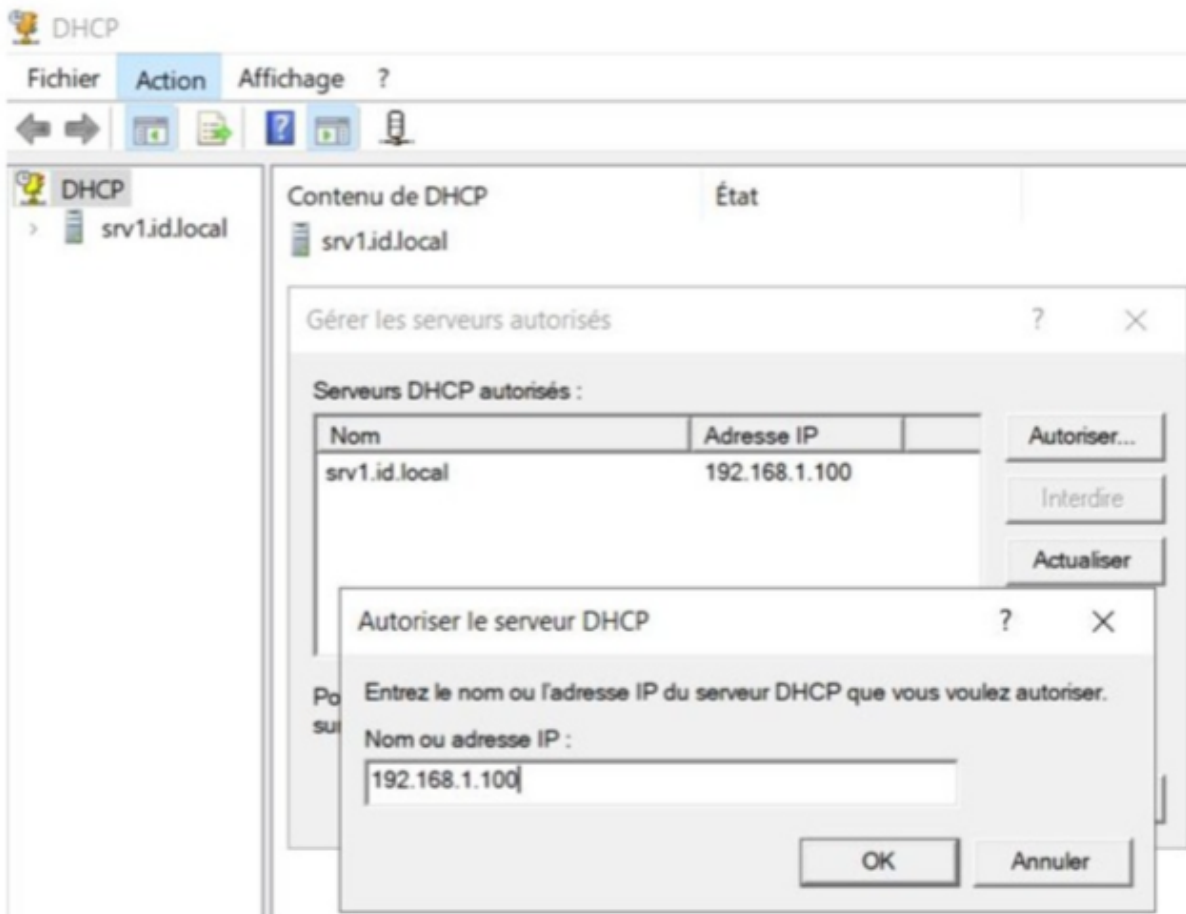 DHCP
Fichier Action Affichage ?
DHCP
srv1.id.local
Contenu de DHCP État
srv1.id.local
Gérer les serveurs autorisés ?
Serveurs DHCP autorisés :
Nom Adresse IP
srv1.id.local 192.168.1.100
Autoriser...
Interdire
Actualiser
Autoriser le serveur DHCP ?
Po
Entrez le nom ou l'adresse IP du serveur DHCP que vous voulez autoriser.
sur
Nom ou adresse IP :
192.168.1.100
OK Annuler